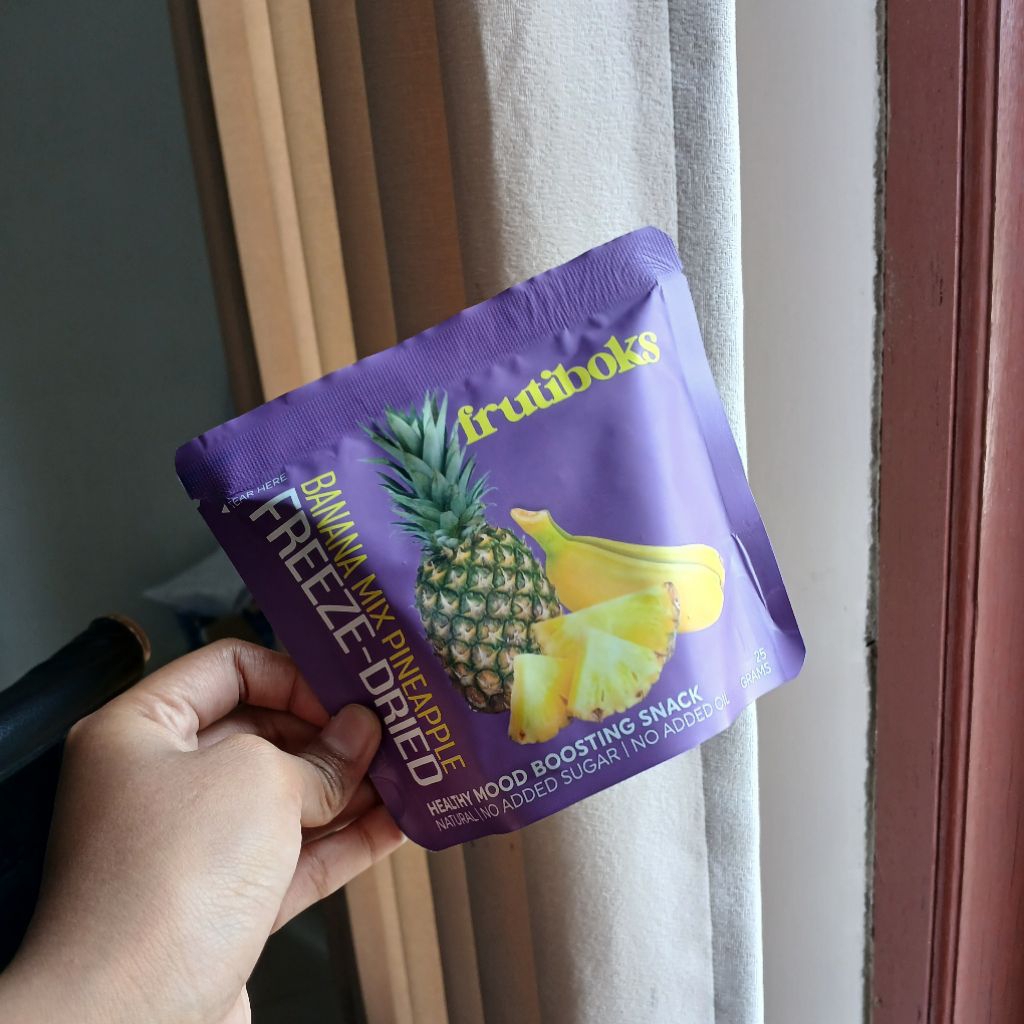 frutiboks
TEAR HERE
BANANA MIX PINEAPPLE
FREEZE-DRIED
HEALTHY MOOD BOOSTING SNACK
NATURAL | NO ADDED SUGAR | NO ADDED OIL
25
GRAMS